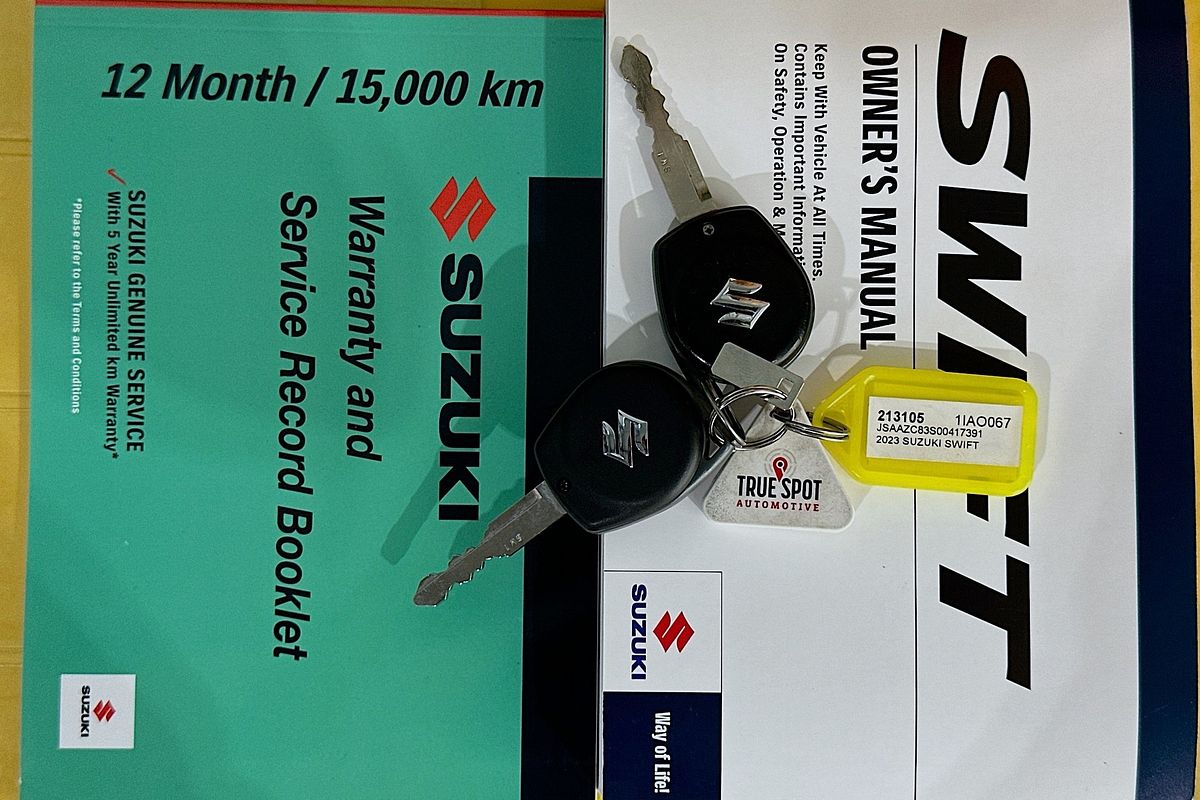 12 Month / 15,000 km
SUZUKI
Warranty and
Service Record Booklet
SUZUKI GENUINE SERVICE
With 5 Year Unlimited km Warranty*
*Please refer to the Terms and Conditions
SUZUKI
SWIFT
OWNER'S MANUAL
Keep With Vehicle At All Times.
Contains Important Informati
On Safety, Operation & M
SUZUKI
Way of Life!
213105 1IAO067
JSAAZC83S00417391
2023 SUZUKI SWIFT
TRUE SPOT
AUTOMOTIVE